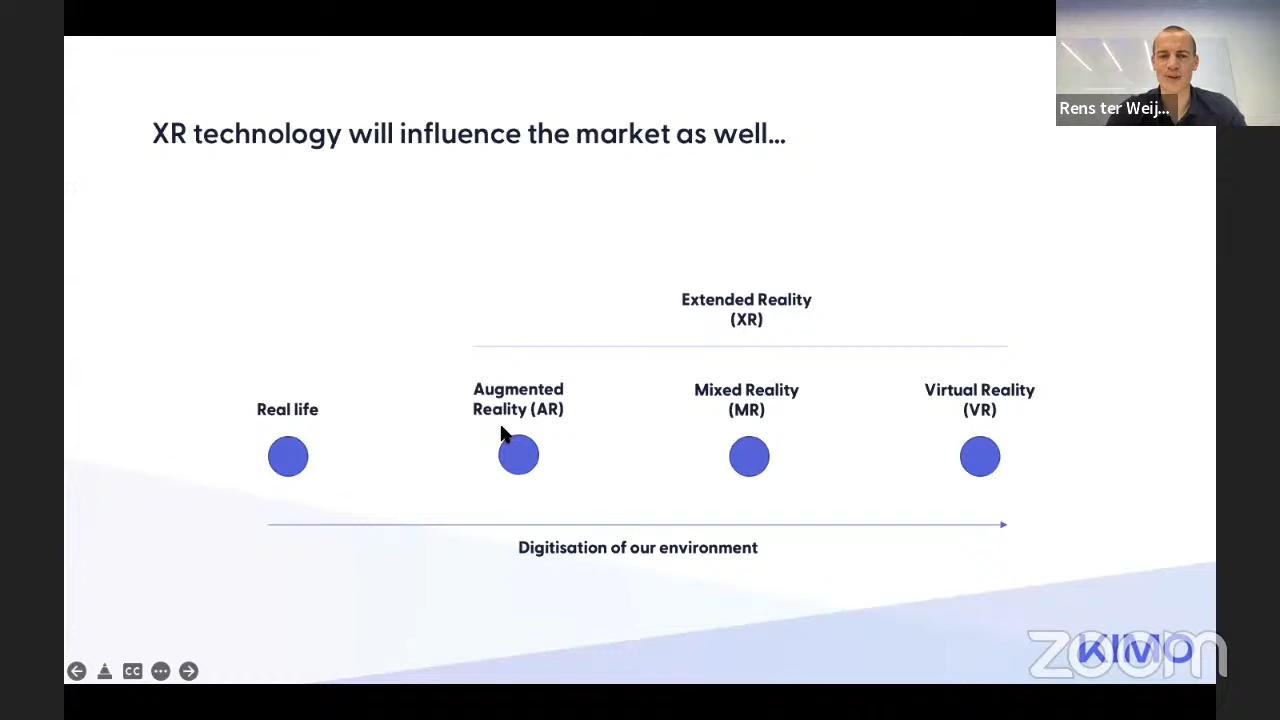 Rens ter Weij...
XR technology will influence the market as well...
Extended Reality
(XR)
Real life
Augmented
Reality (AR)
Mixed Reality
(MR)
Virtual Reality
(VR)
Digitisation of our environment
CC
KIMO
zoom